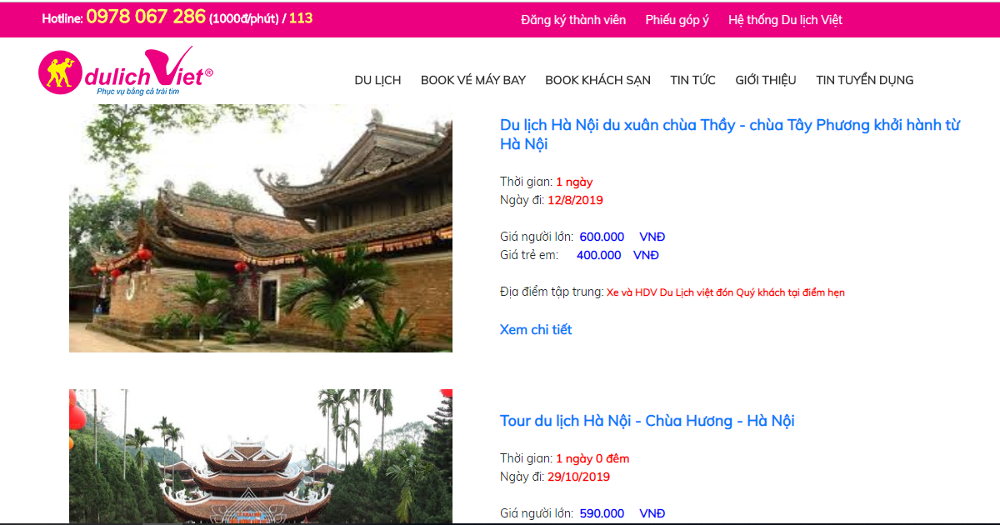 Hotline: 0978 067 286 (1000đ/phút) / 113
Đăng ký thành viên Phiếu góp ý Hệ thống Du lịch Việt
dulichViet®
Phục vụ bằng cả trái tim
DU LỊCH BOOK VÉ MÁY BAY BOOK KHÁCH SẠN TIN TỨC GIỚI THIỆU TIN TUYỂN DỤNG
Du lịch Hà Nội du xuân chùa Thầy - chùa Tây Phương khởi hành từ
Hà Nội
Thời gian: 1 ngày
Ngày đi: 12/8/2019
Giá người lớn: 600.000 VNĐ
Giá trẻ em: 400.000 VNĐ
Địa điểm tập trung: Xe và HDV Du Lịch việt đón Quý khách tại điểm hẹn
Xem chi tiết
Tour du lịch Hà Nội - Chùa Hương - Hà Nội
Thời gian: 1 ngày 0 đêm
Ngày đi: 29/10/2019
Giá người lớn: 590.000 VNĐ